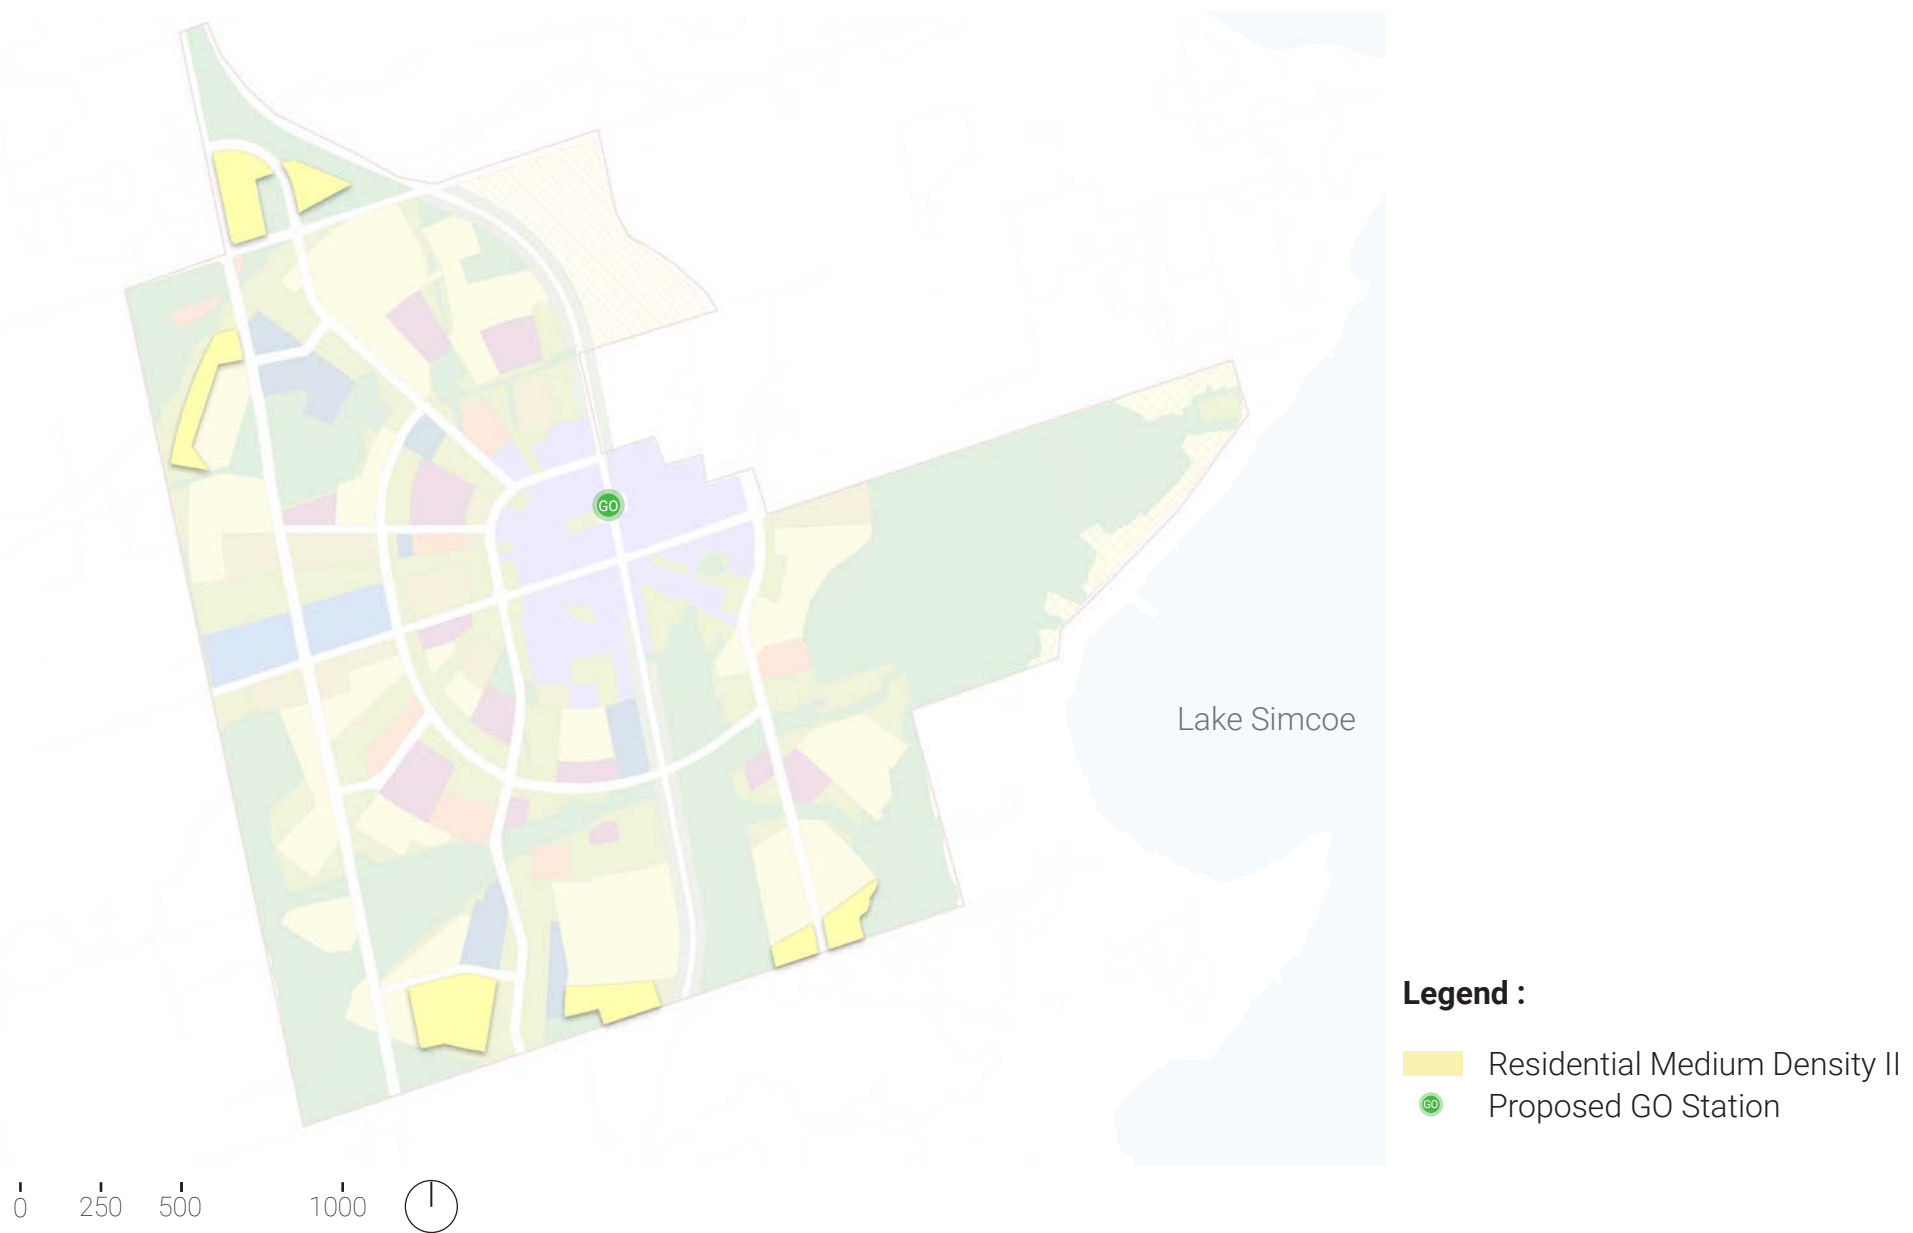 GO
Lake Simcoe
Legend :
Residential Medium Density II
GO Proposed GO Station
0 250 500 1000